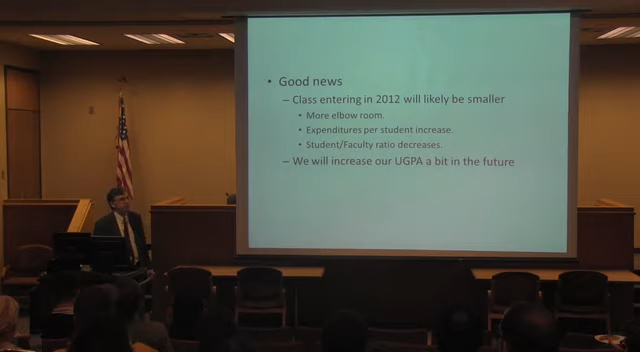 • Good news
– Class entering in 2012 will likely be smaller
• More elbow room.
• Expenditures per student increase.
• Student/Faculty ratio decreases.
– We will increase our UGPA a bit in the future